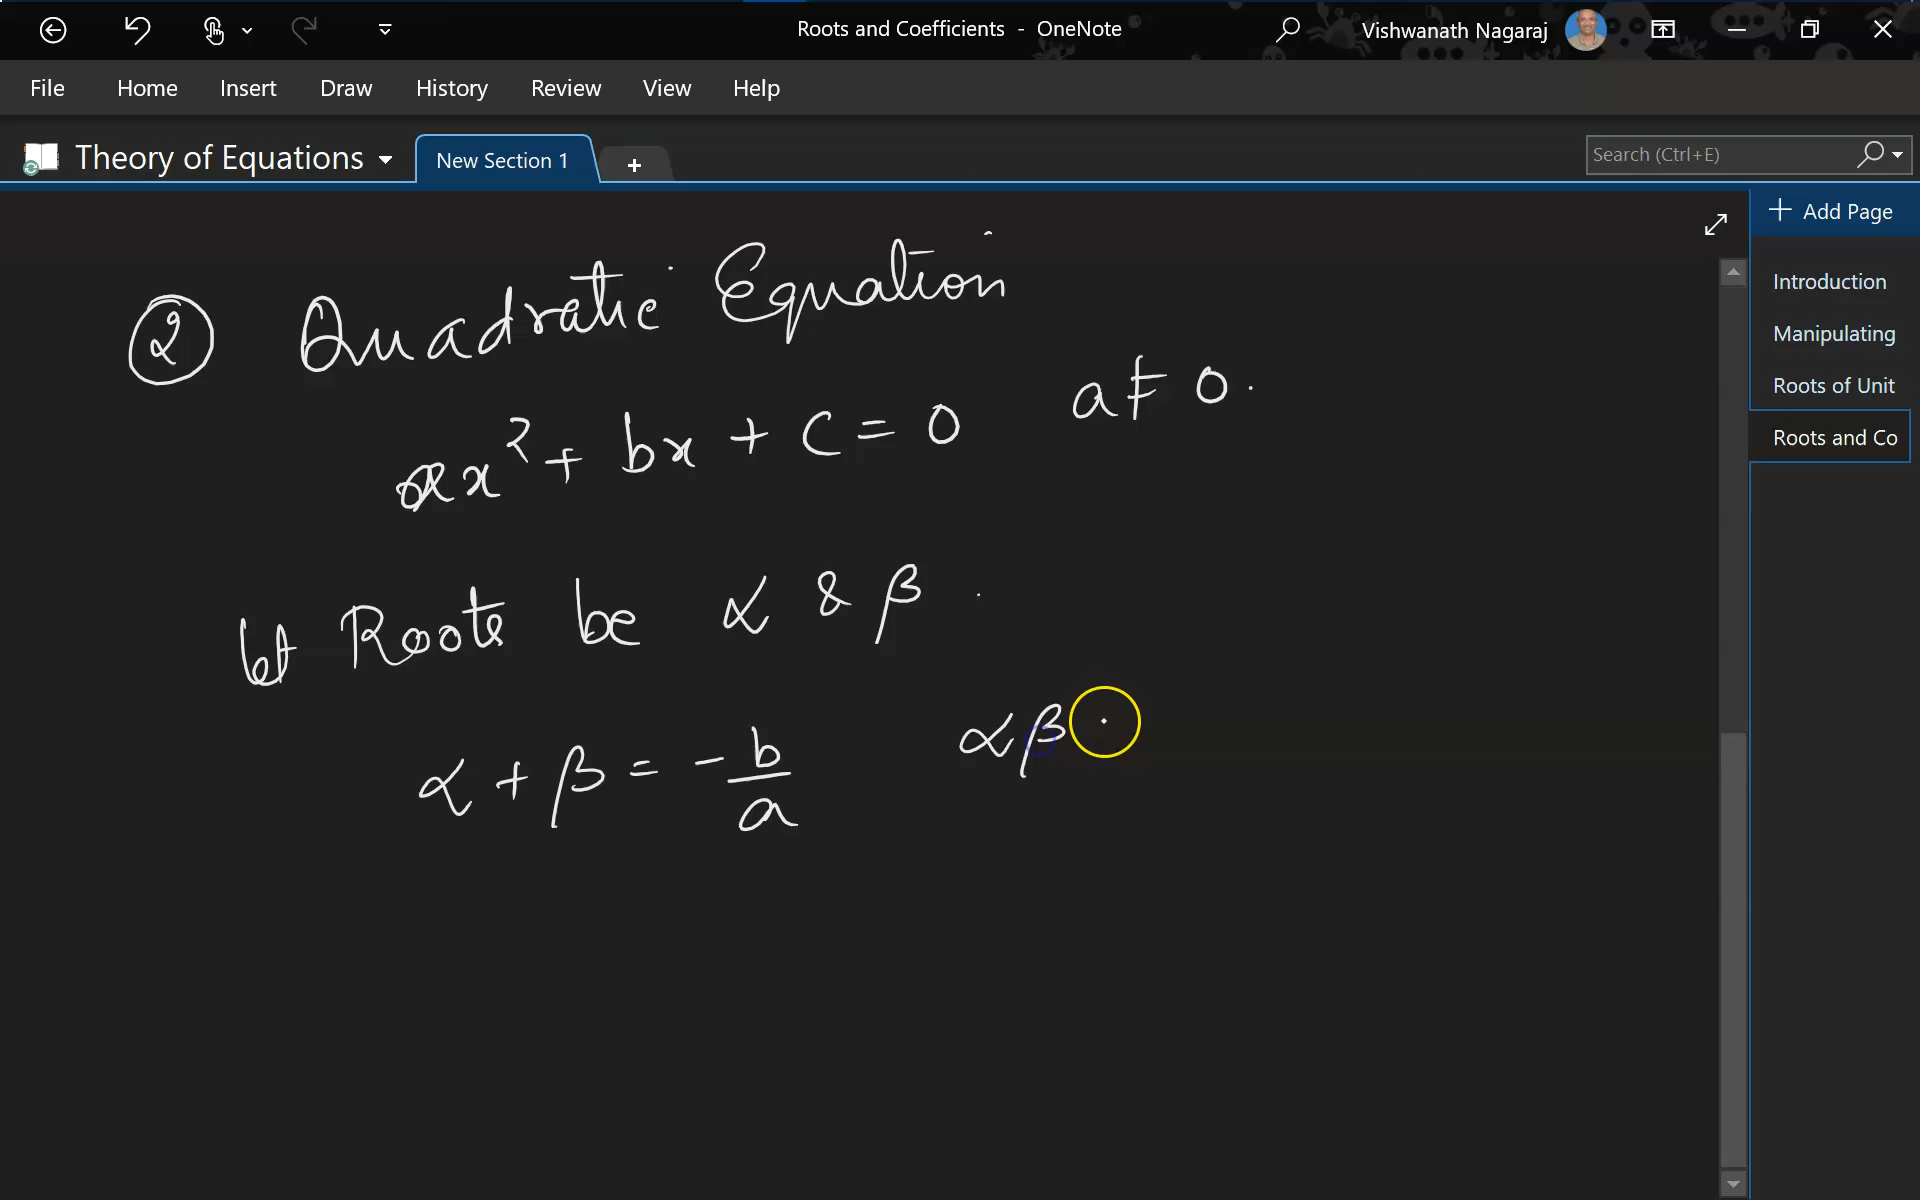 Roots and Coefficients - OneNote
Vishwanath Nagaraj
File Home Insert Draw History Review View Help
Theory of Equations
New Section 1
+
Search (Ctrl+E)
+ Add Page
Introduction
Manipulating
Roots of Unit
Roots and Co
② Quadratic Equation
ax² + bx + c = 0 a ≠ 0.
let Roots be α & β.
α + β = - b/a αβ